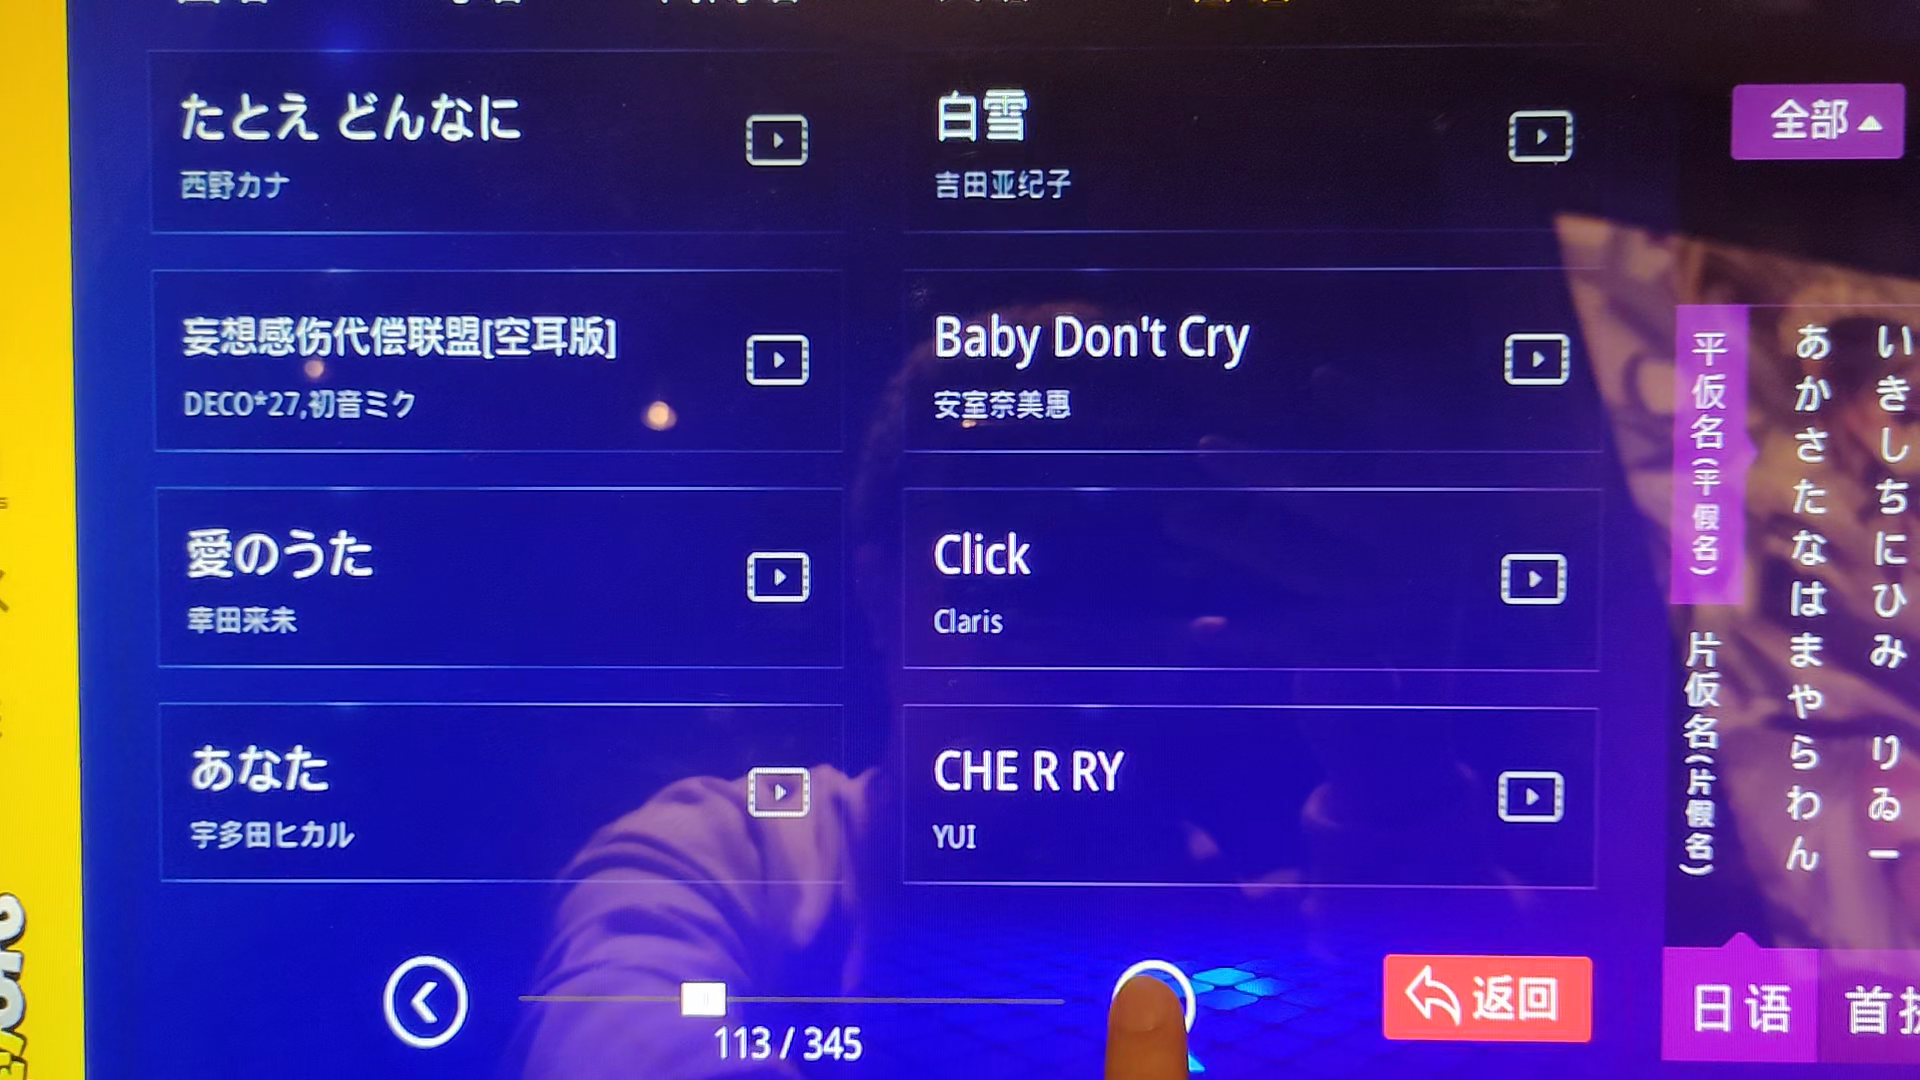 たとえ どんなに
西野カナ
白雪
吉田亚纪子
妄想感伤代偿联盟[空耳版]
DECO*27,初音ミク
Baby Don't Cry
安室奈美惠
愛のうた
幸田来未
Click
Claris
あなた
宇多田ヒカル
CHE R RY
YUI
113 / 345
返回
全部
平仮名(平假名)
片仮名(片假名)
あかさたなはまやらわん
いきしちにひみ りゐー
日语
首